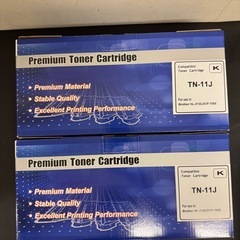 Premium Toner Cartridge
• Premium Material
• Stable Quality
• Excellent Printing Performance
Compatible
Toner Cartridge
K
TN-11J
For use in:
Premium Toner Cartridge
• Premium Material
• Stable Quality
• Excellent Printing Performance
Compatible
Toner Cartridge
K
TN-11J
For use in: